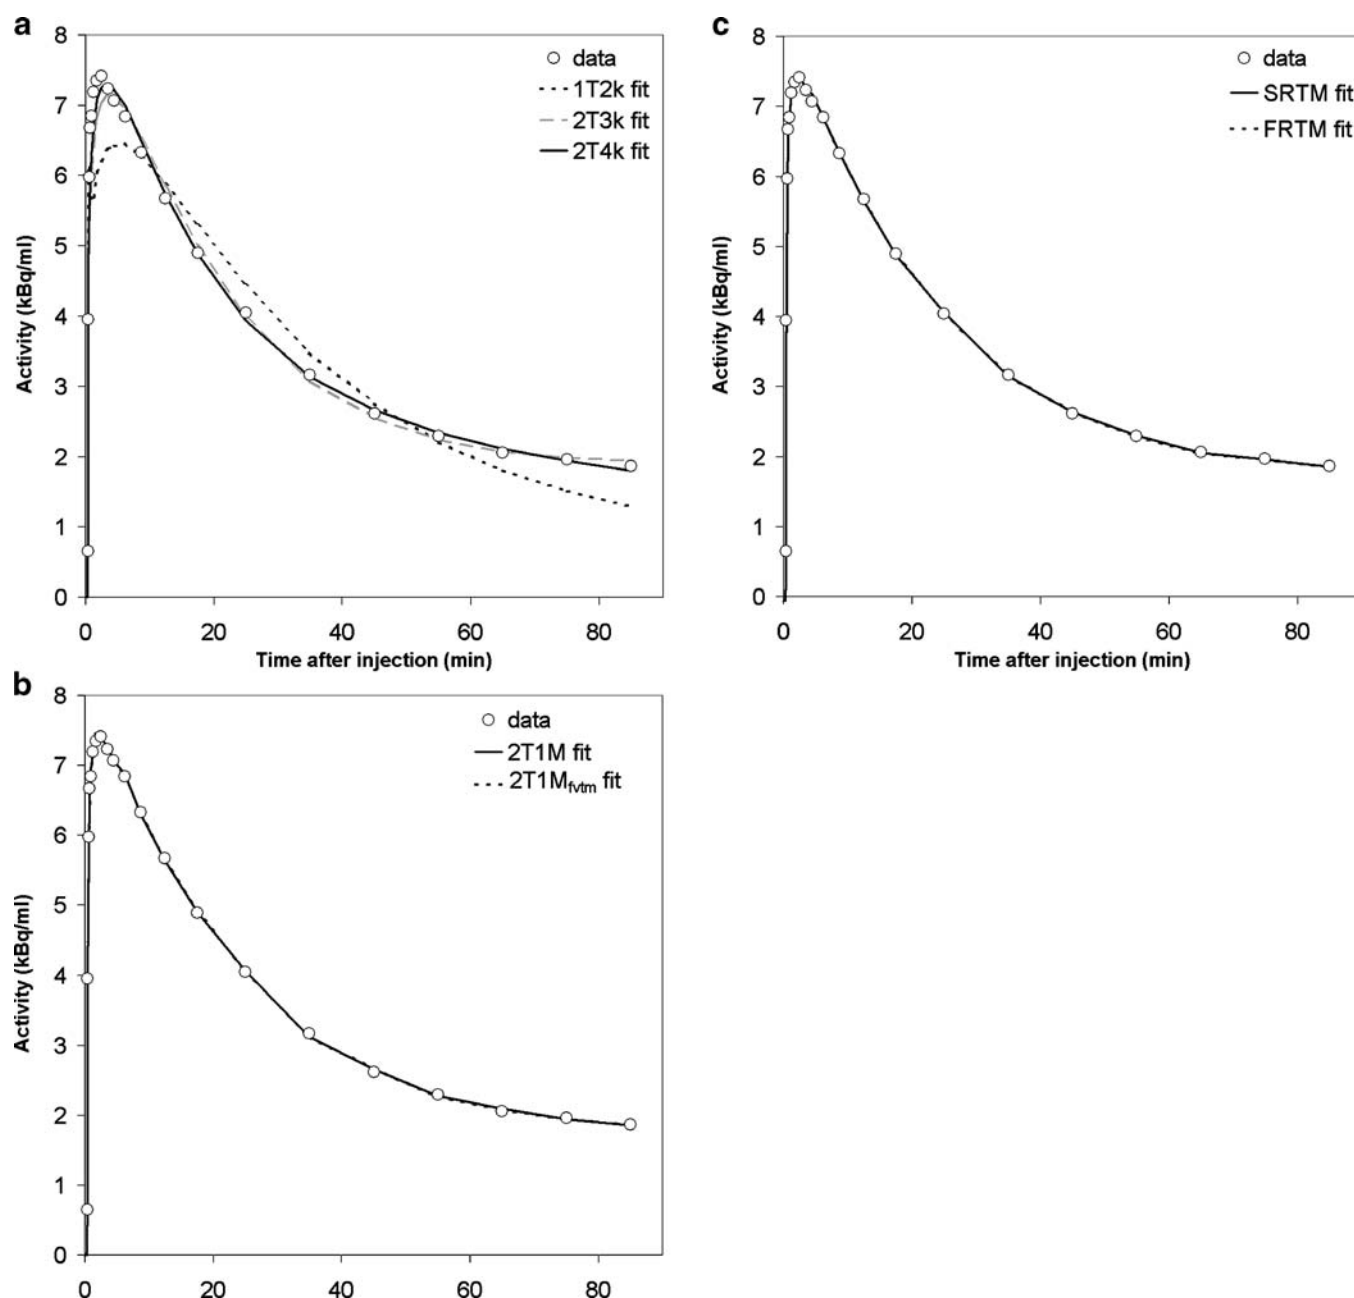 a
8
7
6
5
4
3
2
1
0
Activity (kBq/ml)
data
1T2k fit
2T3k fit
2T4k fit
0 20 40 60 80
Time after injection (min)
c
8
7
6
5
4
3
2
1
0
Activity (kBq/ml)
data
SRTM fit
FRTM fit
0 20 40 60 80
Time after injection (min)
b
8
7
6
5
4
3
2
1
0
Activity (kBq/ml)
data
2T1M fit
2T1Mfvtm fit
0 20 40 60 80